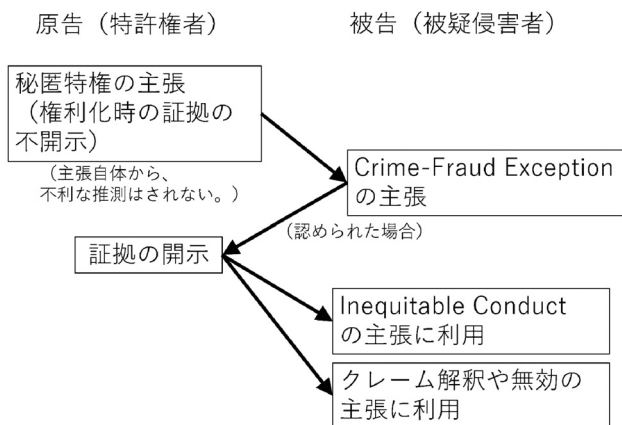 原告（特許権者）
被告（被疑侵害者）
秘匿特権の主張
（権利化時の証拠の
不開示）
（主張自体から、
不利な推測はされない。）
Crime-Fraud Exception
の主張
（認められた場合）
証拠の開示
Inequitable Conduct
の主張に利用
クレーム解釈や無効の
主張に利用